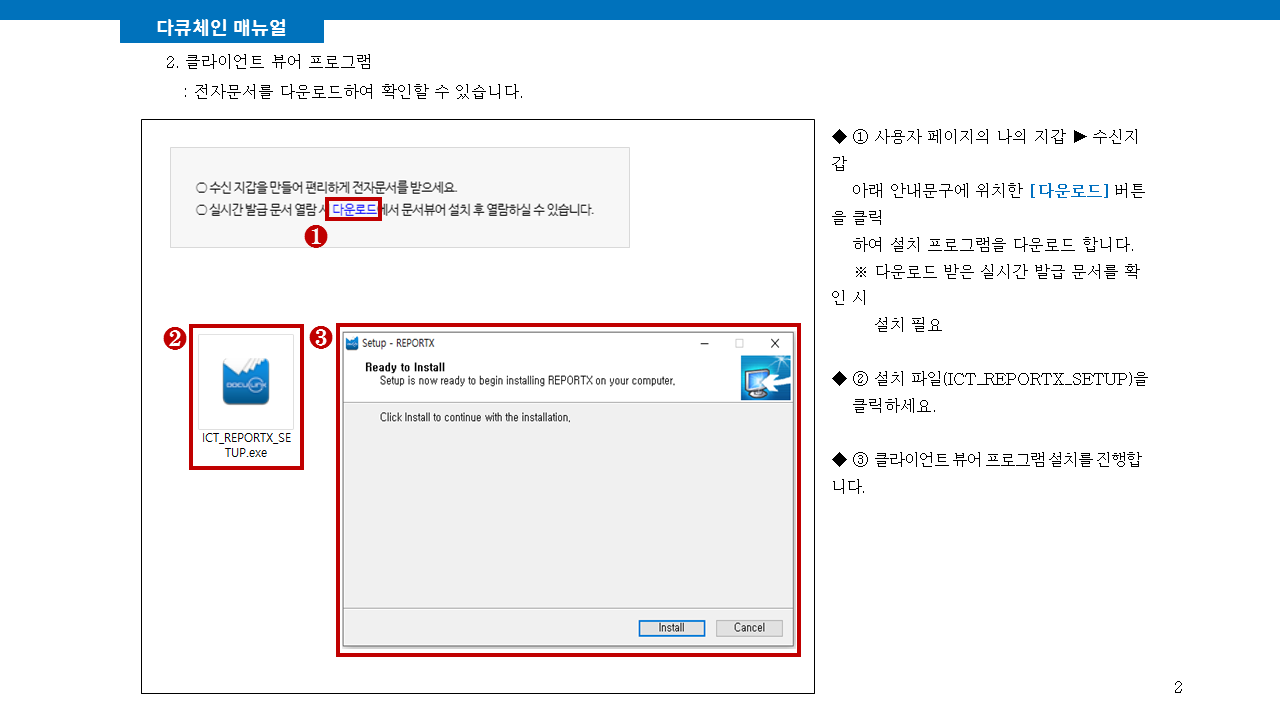 다큐체인 매뉴얼
2. 클라이언트 뷰어 프로그램
: 전자문서를 다운로드하여 확인할 수 있습니다.
○ 수신 지갑을 만들어 편리하게 전자문서를 받으세요.
○ 실시간 발급 문서 열람 시 다운로드에서 문서뷰어 설치 후 열람하실 수 있습니다.
❶
❷
DOCULINK
ICT_REPORTX_SE
TUP.exe
❸
Setup - REPORTX
Ready to Install
Setup is now ready to begin installing REPORTX on your computer.
Click Install to continue with the installation.
Install
Cancel
◆ ① 사용자 페이지의 나의 지갑 ▶ 수신지
갑
아래 안내문구에 위치한 [다운로드] 버튼
을 클릭
하여 설치 프로그램을 다운로드 합니다.
※ 다운로드 받은 실시간 발급 문서를 확
인 시
설치 필요
◆ ② 설치 파일(ICT_REPORTX_SETUP)을
클릭하세요.
◆ ③ 클라이언트 뷰어 프로그램 설치를 진행합
니다.
2